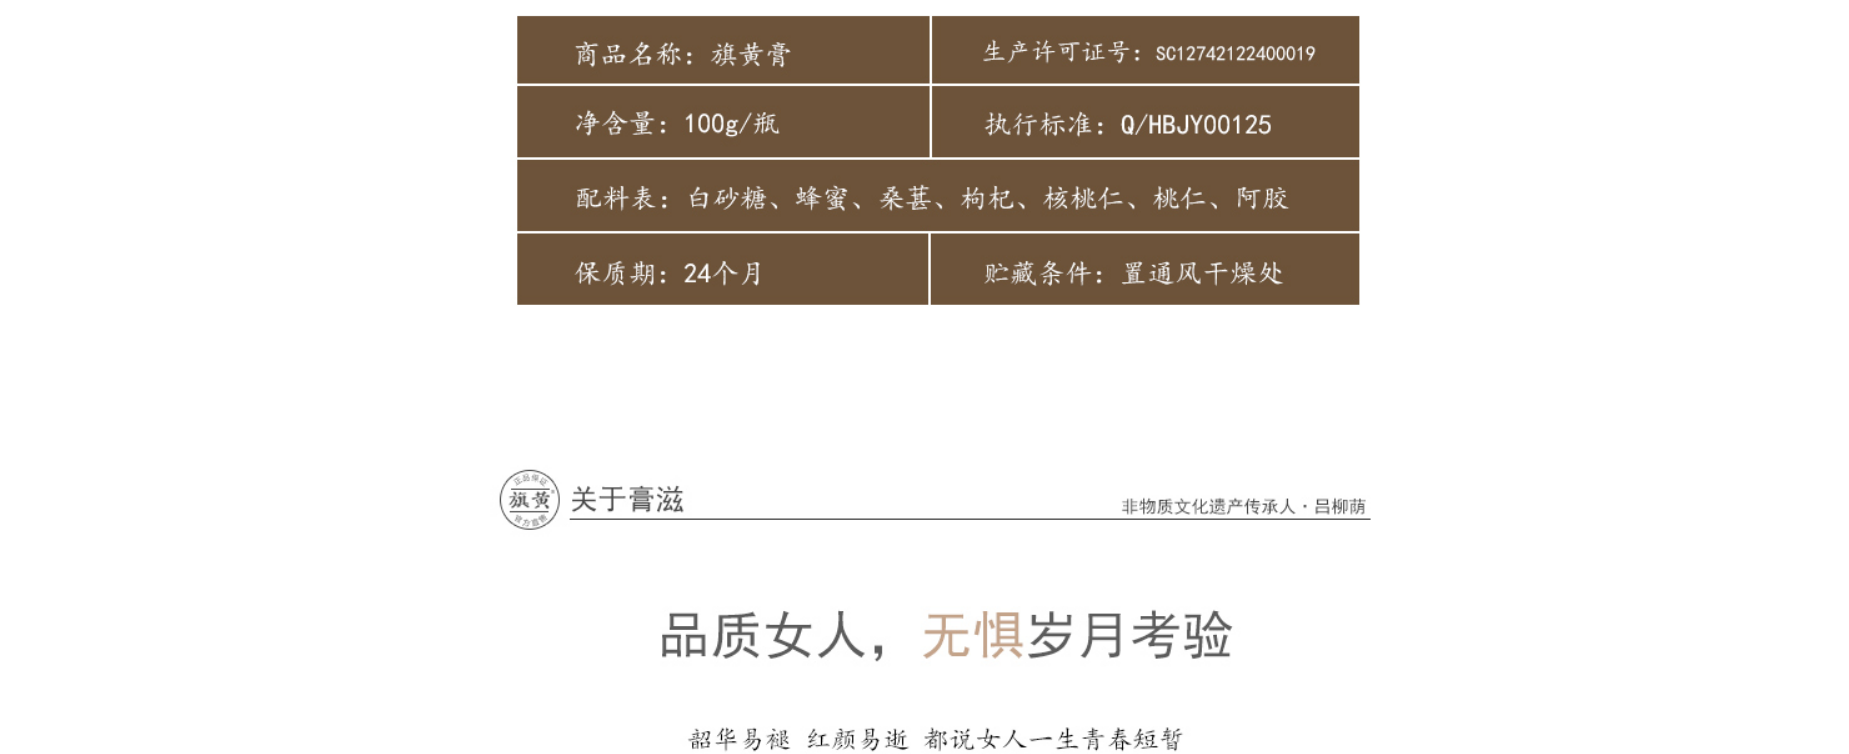 商品名称：旗黄膏
生产许可证号：SC12742122400019
净含量：100g/瓶
执行标准：Q/HBJY00125
配料表：白砂糖、蜂蜜、桑葚、枸杞、核桃仁、桃仁、阿胶
保质期：24个月
贮藏条件：置通风干燥处
正品保证
旗黄
关于膏滋
非物质文化遗产传承人·吕柳荫
品质女人，无惧岁月考验
韶华易褪 红颜易逝 都说女人一生青春短暂